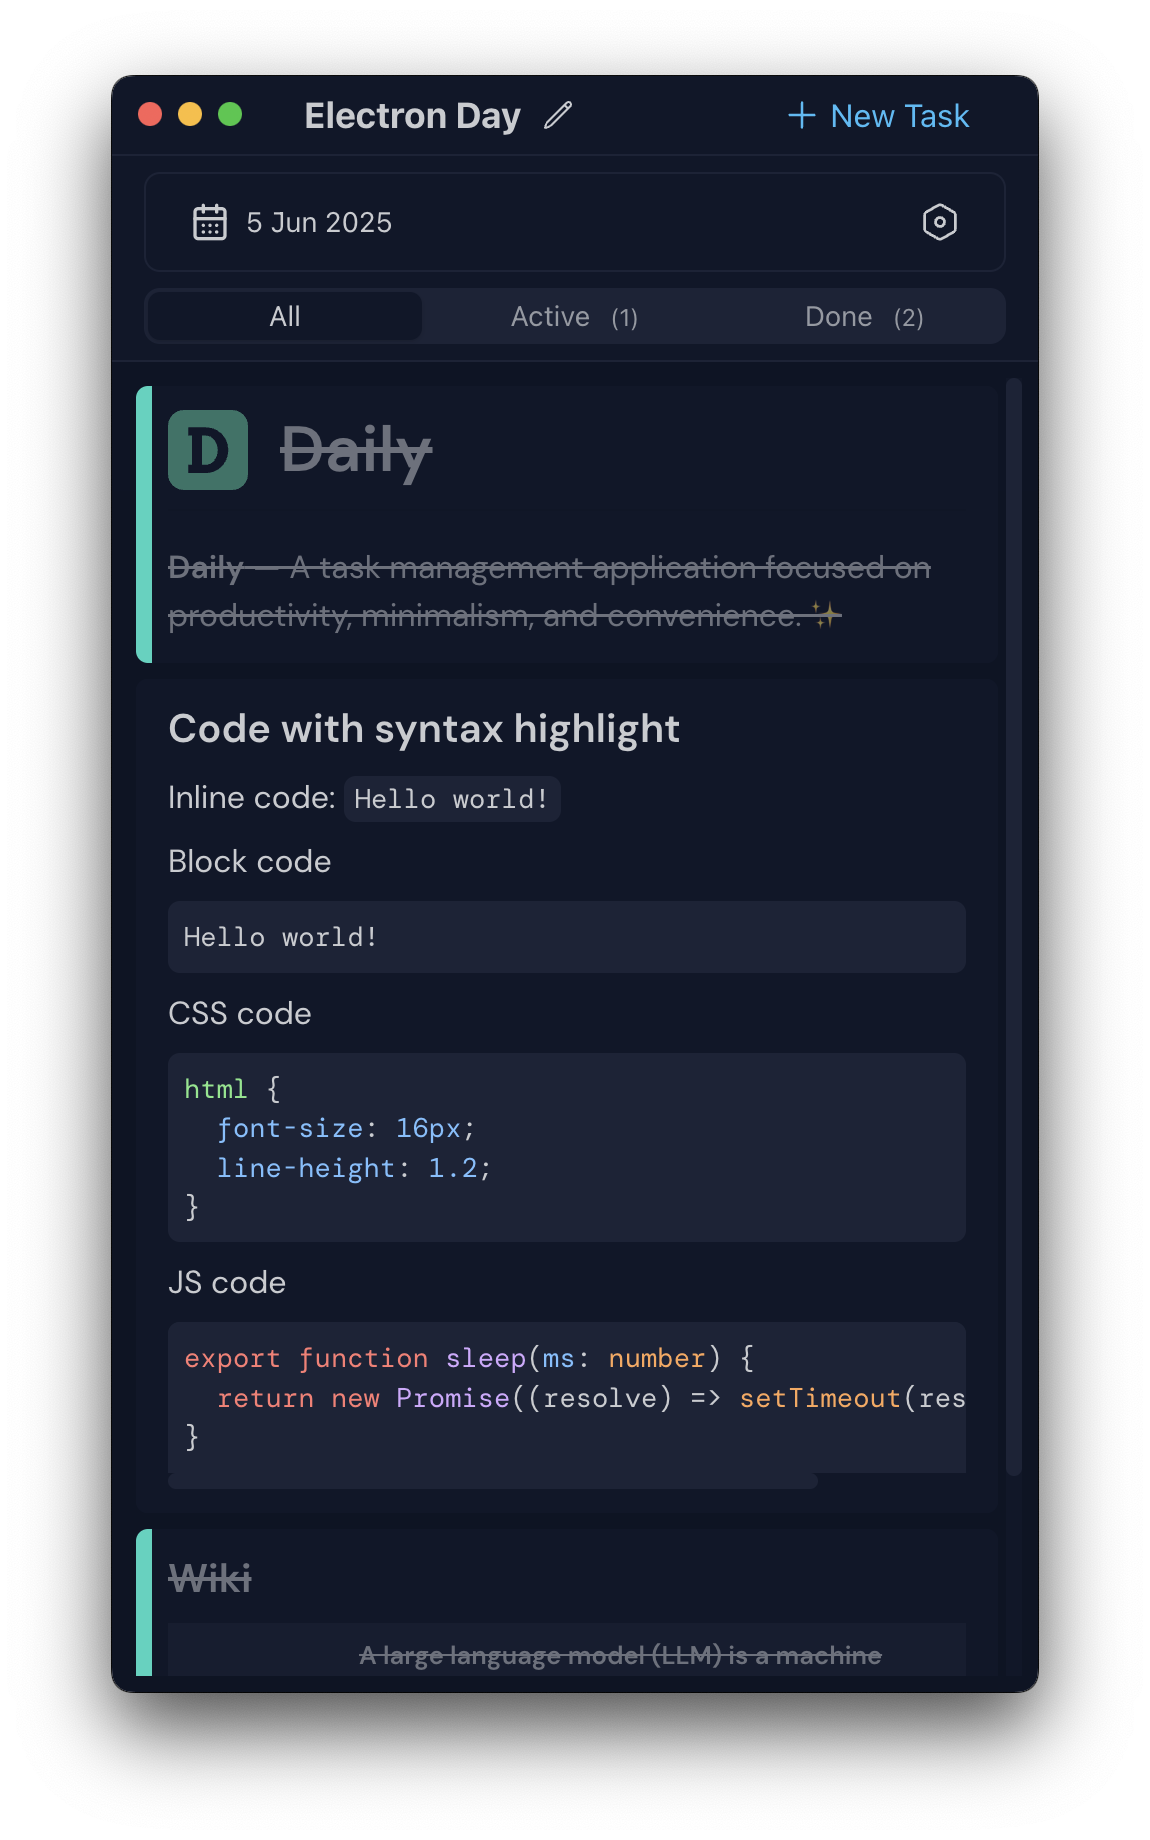 Electron Day
+ New Task
5 Jun 2025
All
Active (1)
Done (2)
D
Daily
Daily — A task management application focused on
productivity, minimalism, and convenience. ✨
Code with syntax highlight
Inline code: Hello world!
Block code
Hello world!
CSS code
html {
  font-size: 16px;
  line-height: 1.2;
}
JS code
export function sleep(ms: number) {
  return new Promise((resolve) => setTimeout(res
}
Wiki
A large language model (LLM) is a machine